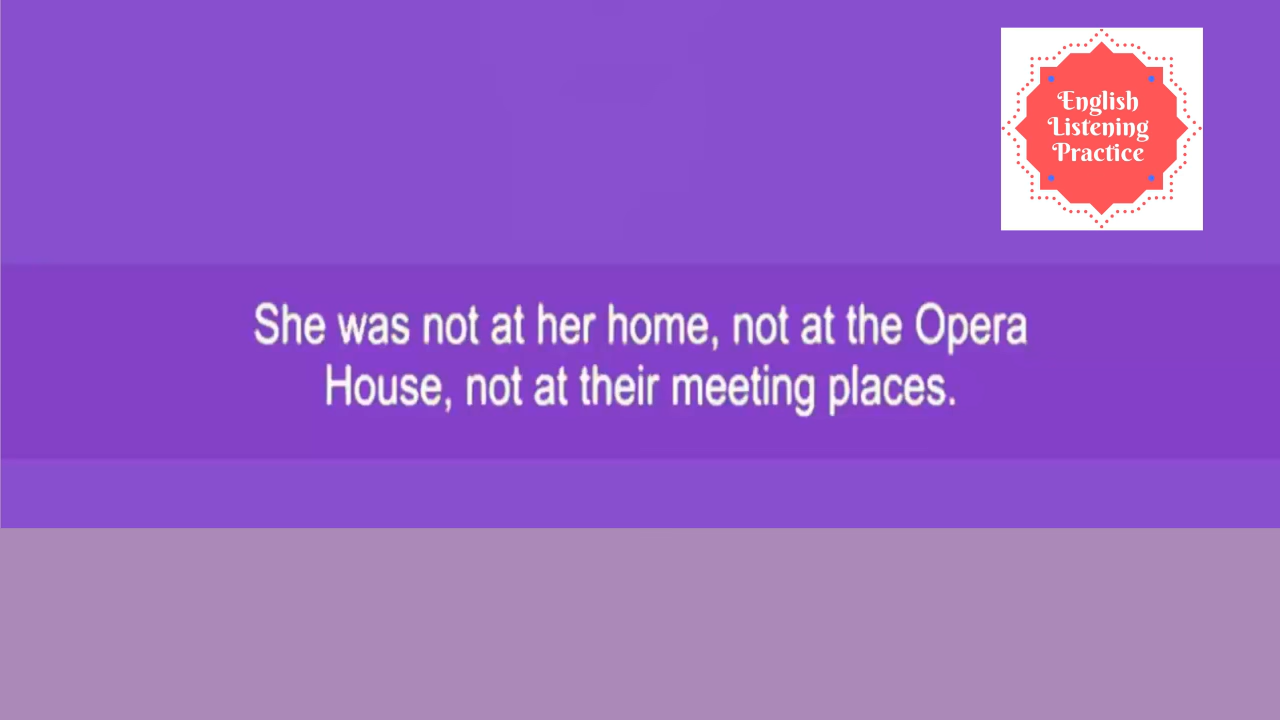 English
Listening
Practice
She was not at her home, not at the Opera
House, not at their meeting places.